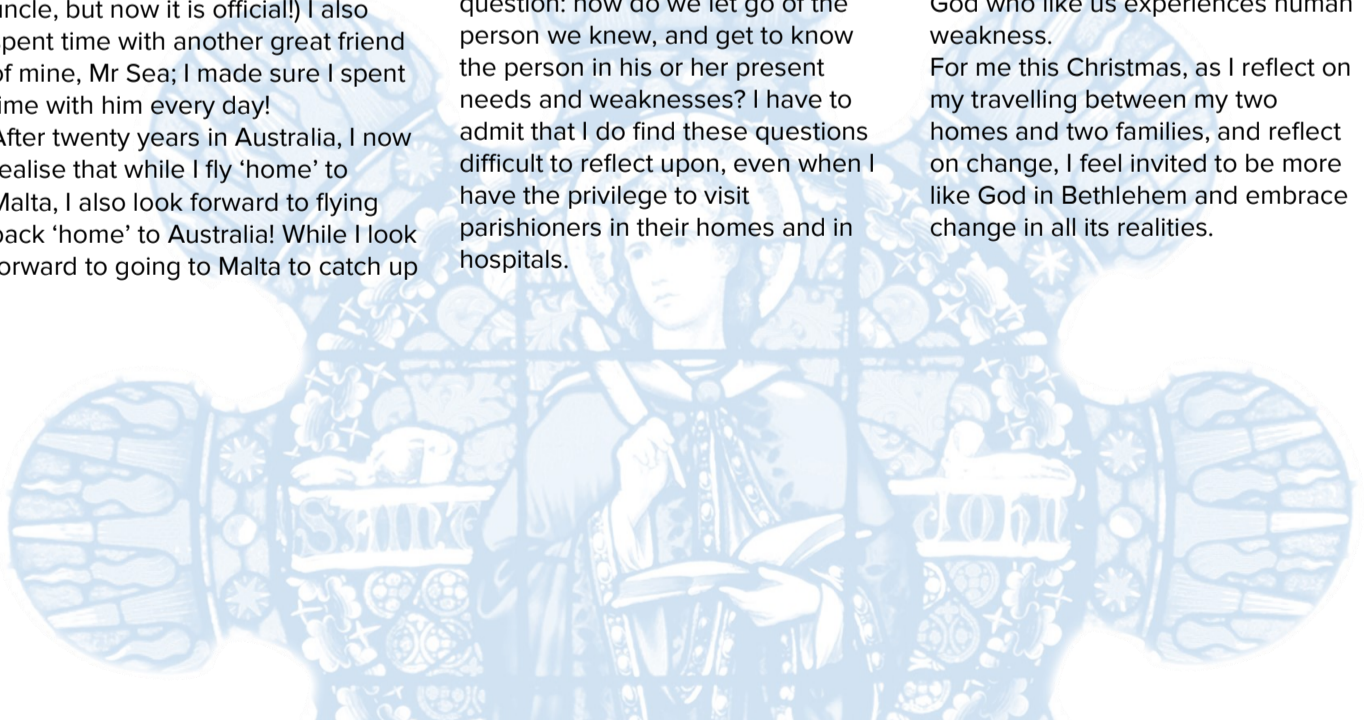 uncle, but now it is official!) I also
spent time with another great friend
of mine, Mr Sea; I made sure I spent
time with him every day!
After twenty years in Australia, I now
realise that while I fly ‘home’ to
Malta, I also look forward to flying
back ‘home’ to Australia! While I look
forward to going to Malta to catch up
question: how do we let go of the
person we knew, and get to know
the person in his or her present
needs and weaknesses? I have to
admit that I do find these questions
difficult to reflect upon, even when I
have the privilege to visit
parishioners in their homes and in
hospitals.
God who like us experiences human
weakness.
For me this Christmas, as I reflect on
my travelling between my two
homes and two families, and reflect
on change, I feel invited to be more
like God in Bethlehem and embrace
change in all its realities.
Saint
John